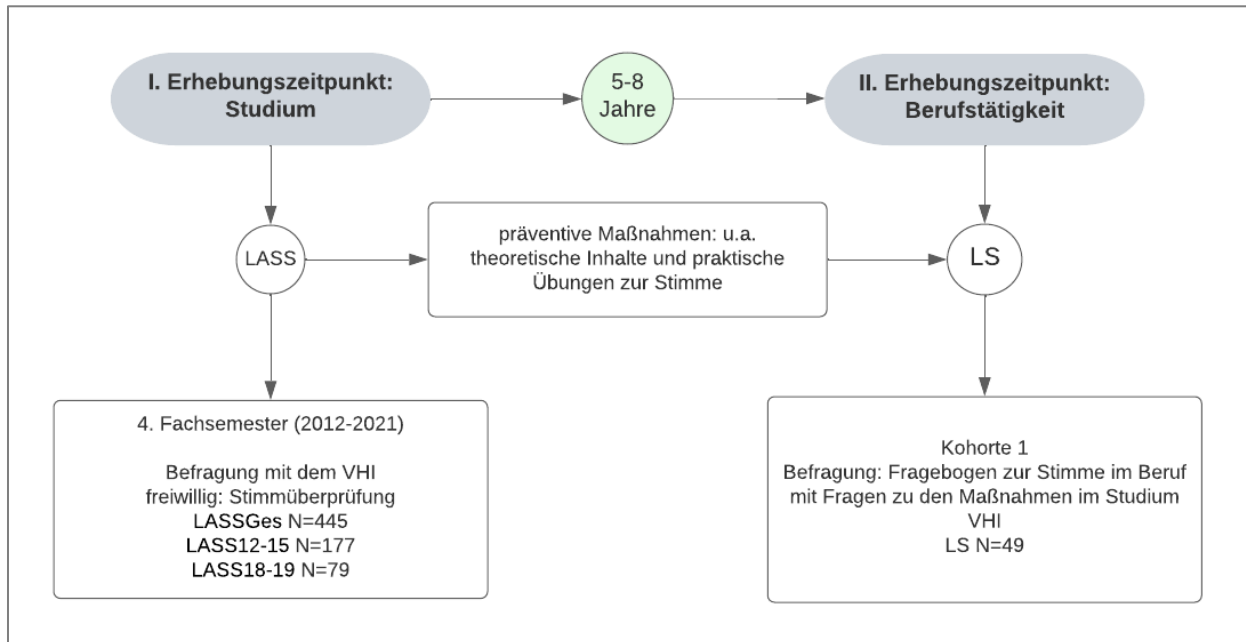 I. Erhebungszeitpunkt:
Studium
5-8
Jahre
II. Erhebungszeitpunkt:
Berufstätigkeit
LASS
präventive Maßnahmen: u.a.
theoretische Inhalte und praktische
Übungen zur Stimme
LS
4. Fachsemester (2012-2021)
Befragung mit dem VHI
freiwillig: Stimmüberprüfung
LASSGes N=445
LASS12-15 N=177
LASS18-19 N=79
Kohorte 1
Befragung: Fragebogen zur Stimme im Beruf
mit Fragen zu den Maßnahmen im Studium
VHI
LS N=49